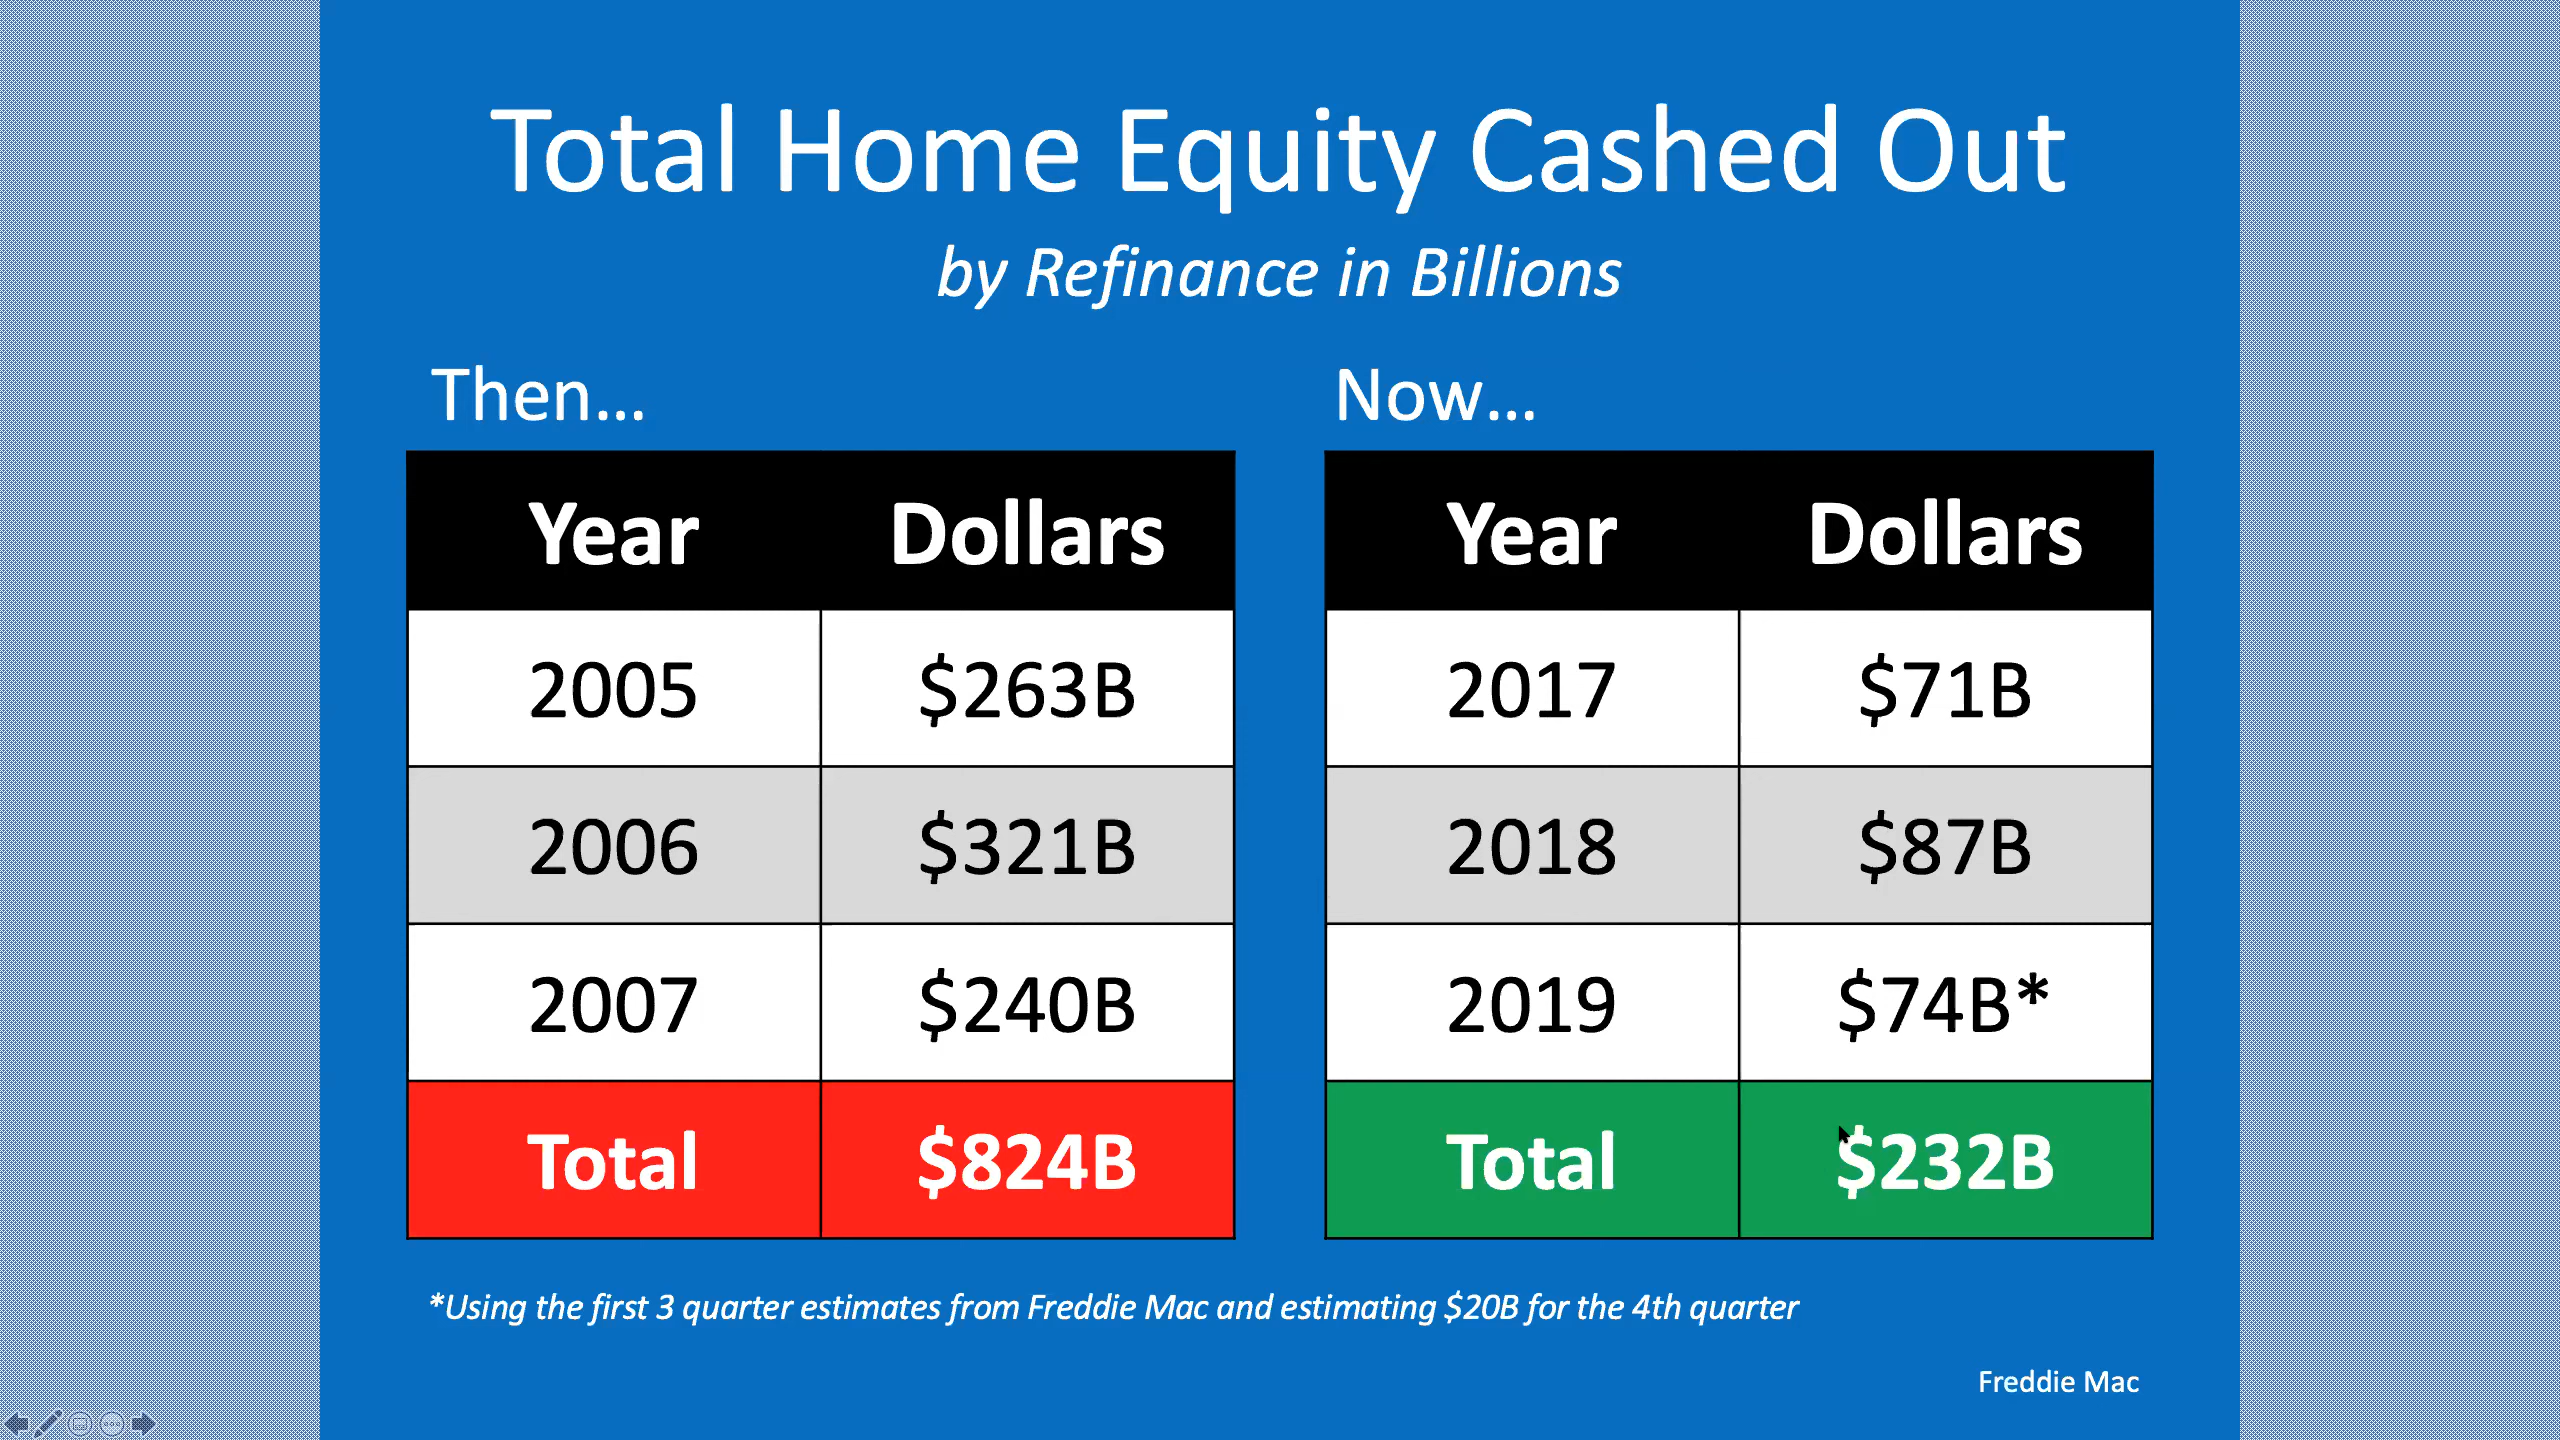 Total Home Equity Cashed Out
by Refinance in Billions
Then...
Year Dollars
2005 $263B
2006 $321B
2007 $240B
Total $824B
Now...
Year Dollars
2017 $71B
2018 $87B
2019 $74B*
Total $232B
*Using the first 3 quarter estimates from Freddie Mac and estimating $20B for the 4th quarter
Freddie Mac